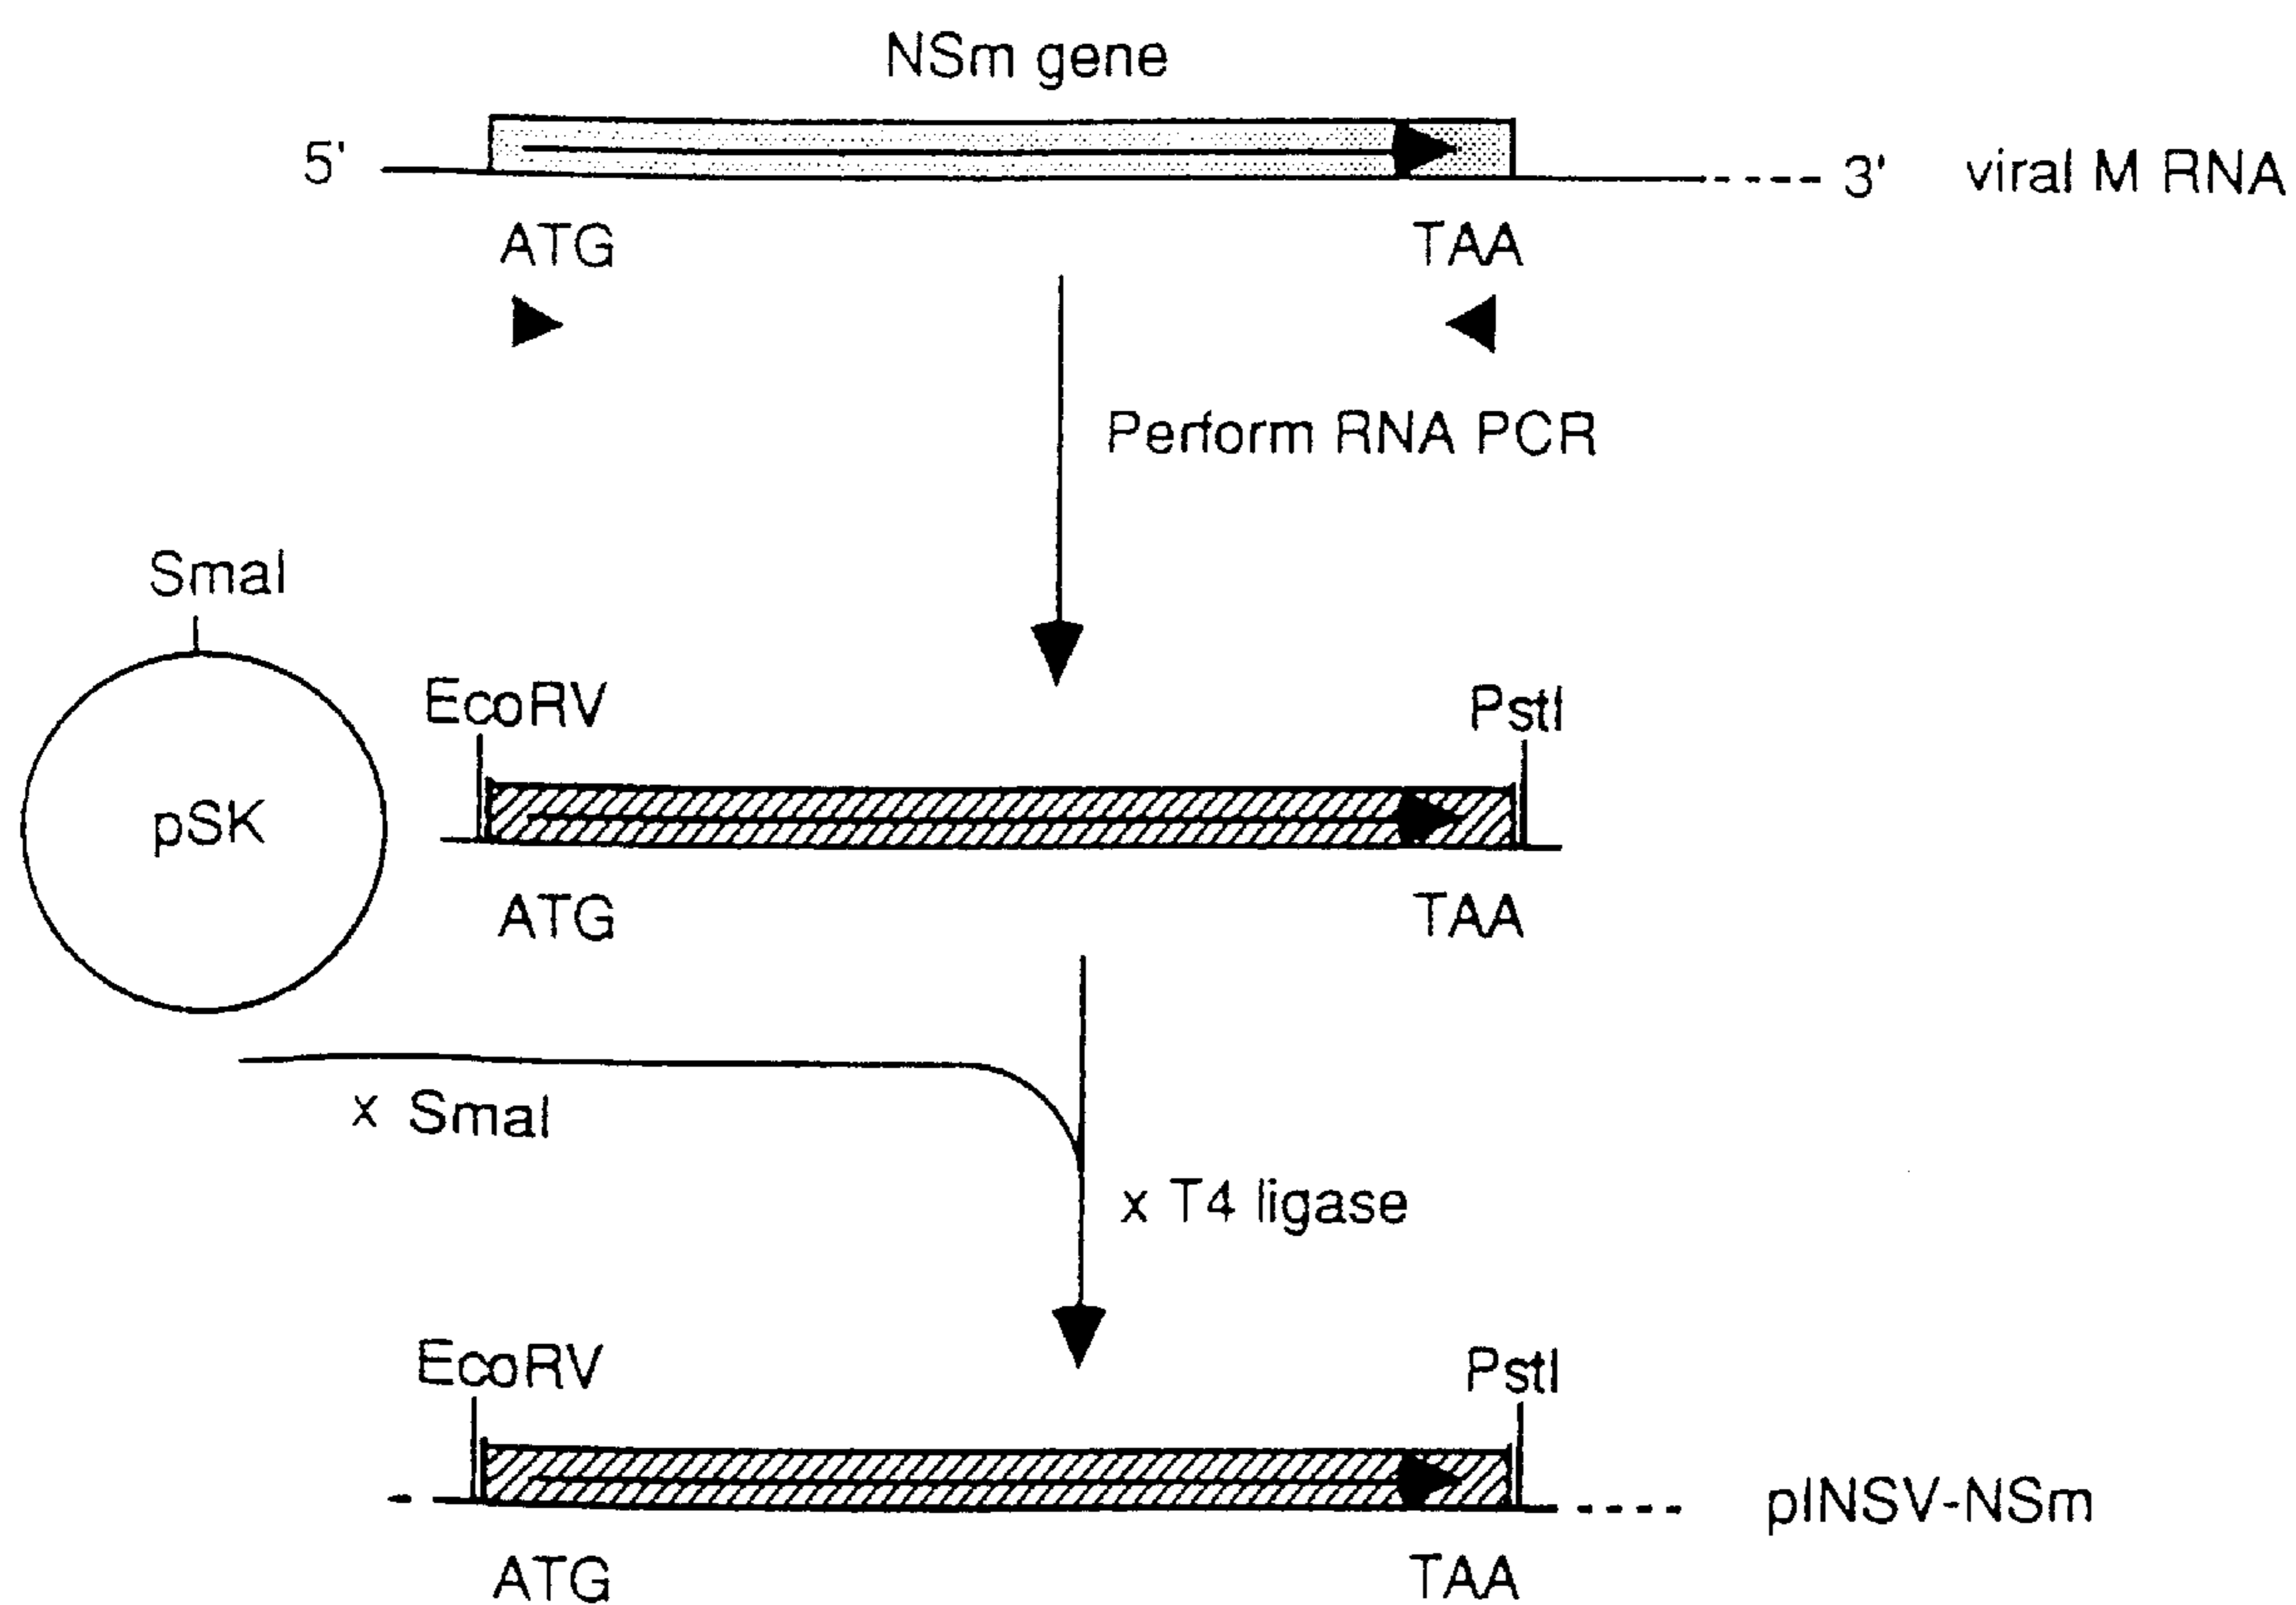 NSm gene
5'
3' viral M RNA
ATG TAA
Perform RNA PCR
SmaI
EcoRV PstI
pSK
ATG TAA
x SmaI
x T4 ligase
EcoRV PstI
pINSV-NSm
ATG TAA